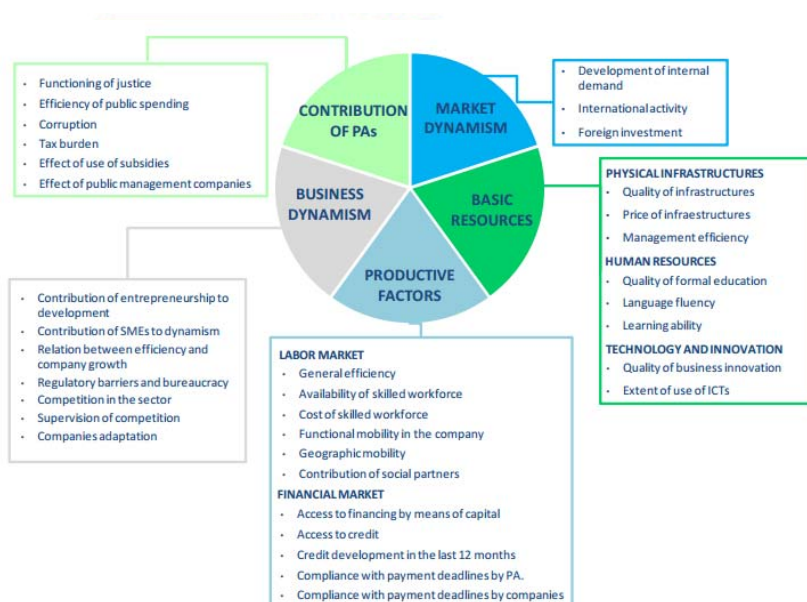 CONTRIBUTION
OF PAs
MARKET
DYNAMISM
BUSINESS
DYNAMISM
BASIC
RESOURCES
PRODUCTIVE
FACTORS
· Functioning of justice
· Efficiency of public spending
· Corruption
· Tax burden
· Effect of use of subsidies
· Effect of public management companies
· Development of internal
demand
· International activity
· Foreign investment
PHYSICAL INFRASTRUCTURES
· Quality of infrastructures
· Price of infraestructures
· Management efficiency
HUMAN RESOURCES
· Quality of formal education
· Language fluency
· Learning ability
TECHNOLOGY AND INNOVATION
· Quality of business innovation
· Extent of use of ICTs
· Contribution of entrepreneurship to
development
· Contribution of SMEs to dynamism
· Relation between efficiency and
company growth
· Regulatory barriers and bureaucracy
· Competition in the sector
· Supervision of competition
· Companies adaptation
LABOR MARKET
· General efficiency
· Availability of skilled workforce
· Cost of skilled workforce
· Functional mobility in the company
· Geographic mobility
· Contribution of social partners
FINANCIAL MARKET
· Access to financing by means of capital
· Access to credit
· Credit development in the last 12 months
· Compliance with payment deadlines by PA.
· Compliance with payment deadlines by companies